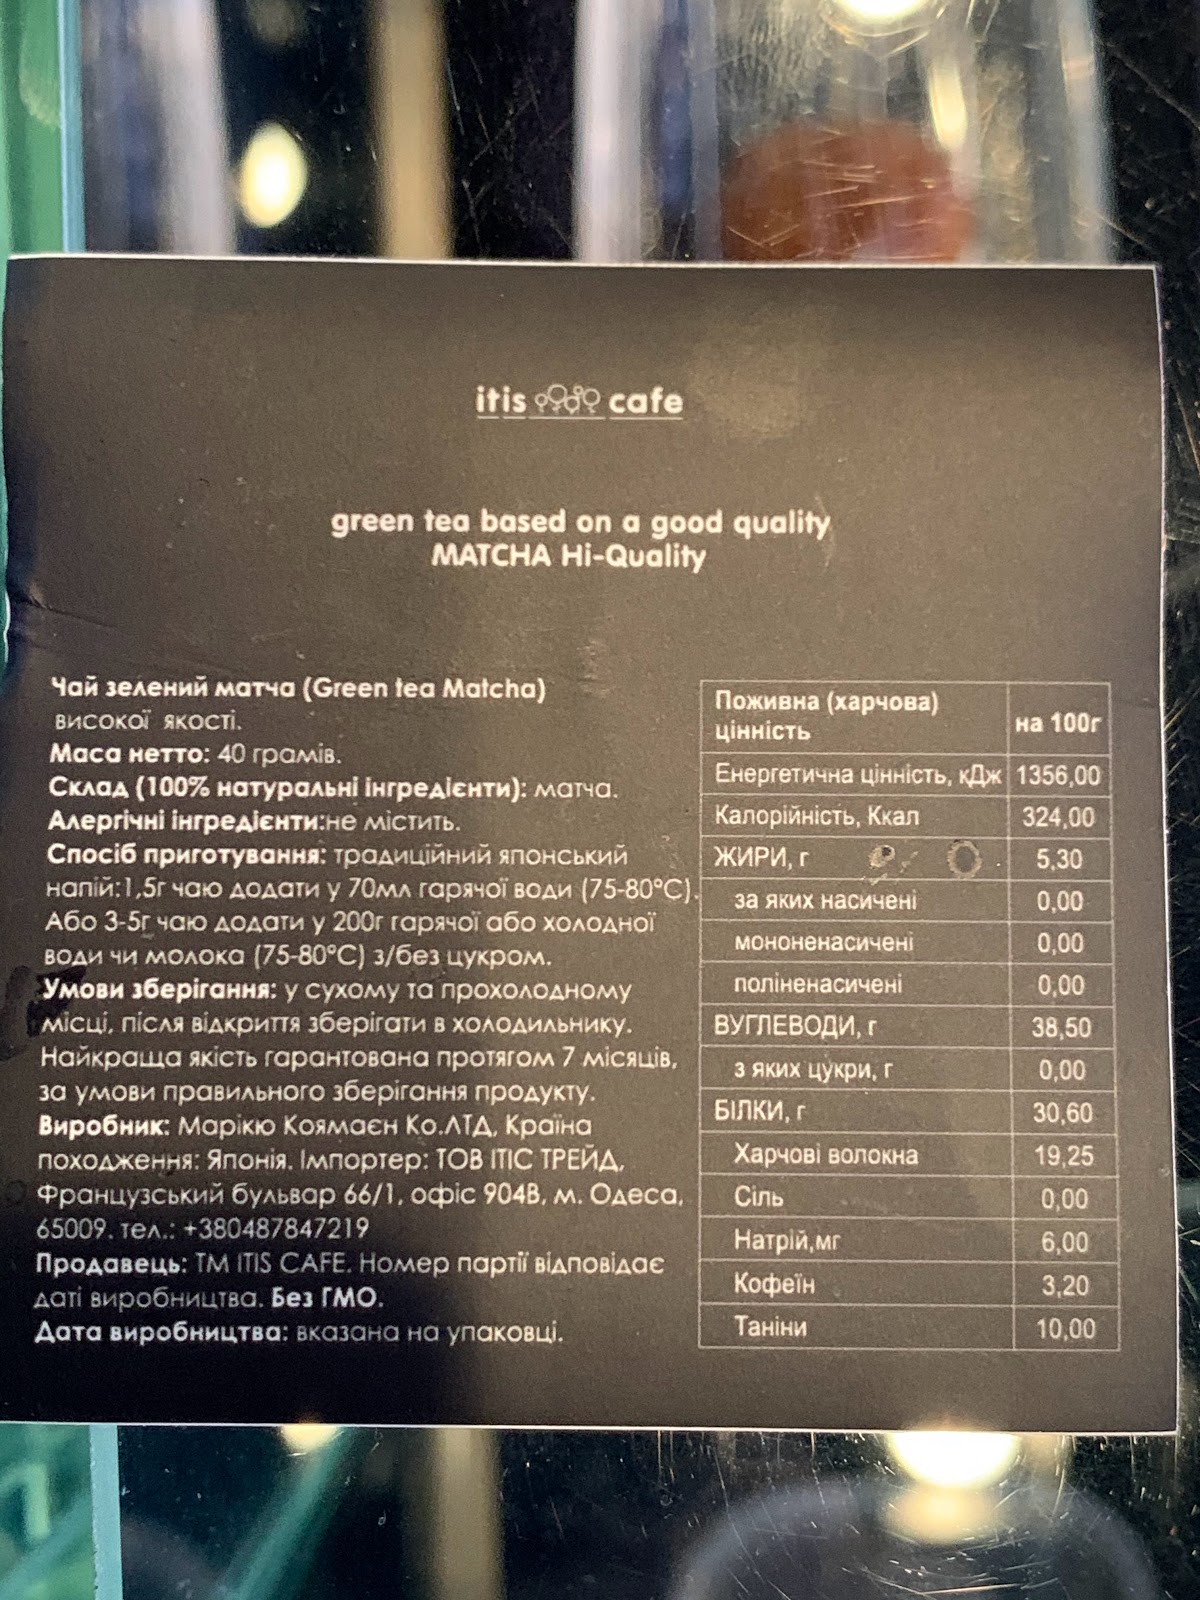 itis cafe
green tea based on a good quality
MATCHA Hi-Quality
Чай зелений матча (Green tea Matcha)
високої якості.
Маса нетто: 40 грамів.
Склад (100% натуральні інгредієнти): матча.
Алергічні інгредієнти:не містить.
Спосіб приготування: традиційний японський
напій:1,5г чаю додати у 70мл гарячої води (75-80°C).
Або 3-5г чаю додати у 200г гарячої або холодної
води чи молока (75-80°C) з/без цукром.
Умови зберігання: у сухому та прохолодному
місці, після відкриття зберігати в холодильнику.
Найкраща якість гарантована протягом 7 місяців,
за умови правильного зберігання продукту.
Виробник: Марікю Коямаєн Ко.ЛТД, Країна
походження: Японія. Імпортер: ТОВ ІТІС ТРЕЙД,
Французський бульвар 66/1, офіс 904В, м. Одеса,
65009. тел.: +380487847219
Продавець: ТМ ITIS CAFE. Номер партії відповідає
даті виробництва. Без ГМО.
Дата виробництва: вказана на упаковці.
Поживна (харчова) цінність на 100г
Енергетична цінність, кДж 1356,00
Калорійність, Ккал 324,00
ЖИРИ, г 5,30
за яких насичені 0,00
мононенасичені 0,00
поліненасичені 0,00
ВУГЛЕВОДИ, г 38,50
з яких цукри, г 0,00
БІЛКИ, г 30,60
Харчові волокна 19,25
Сіль 0,00
Натрій,мг 6,00
Кофеїн 3,20
Таніни 10,00